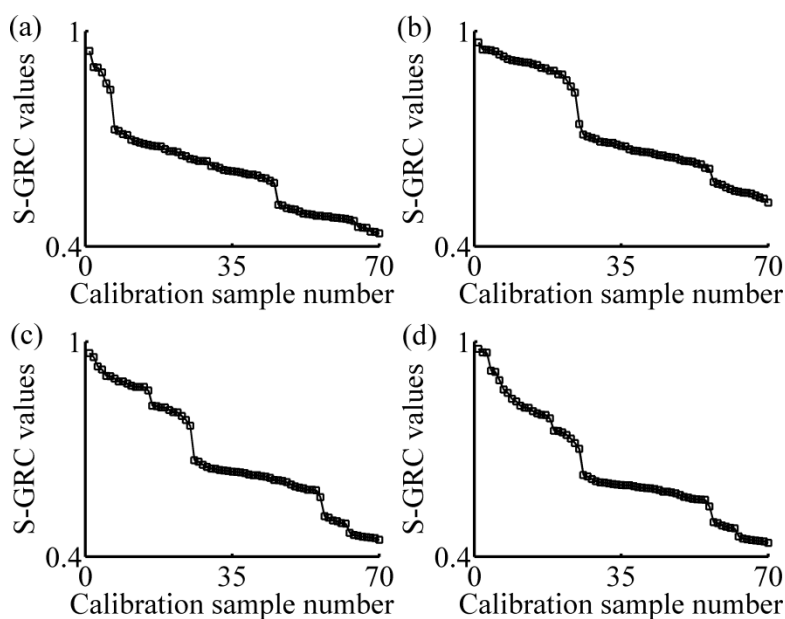 (a)
1
S-GRC values
0.4
0
35
70
Calibration sample number
(b)
1
S-GRC values
0.4
0
35
70
Calibration sample number
(c)
1
S-GRC values
0.4
0
35
70
Calibration sample number
(d)
1
S-GRC values
0.4
0
35
70
Calibration sample number